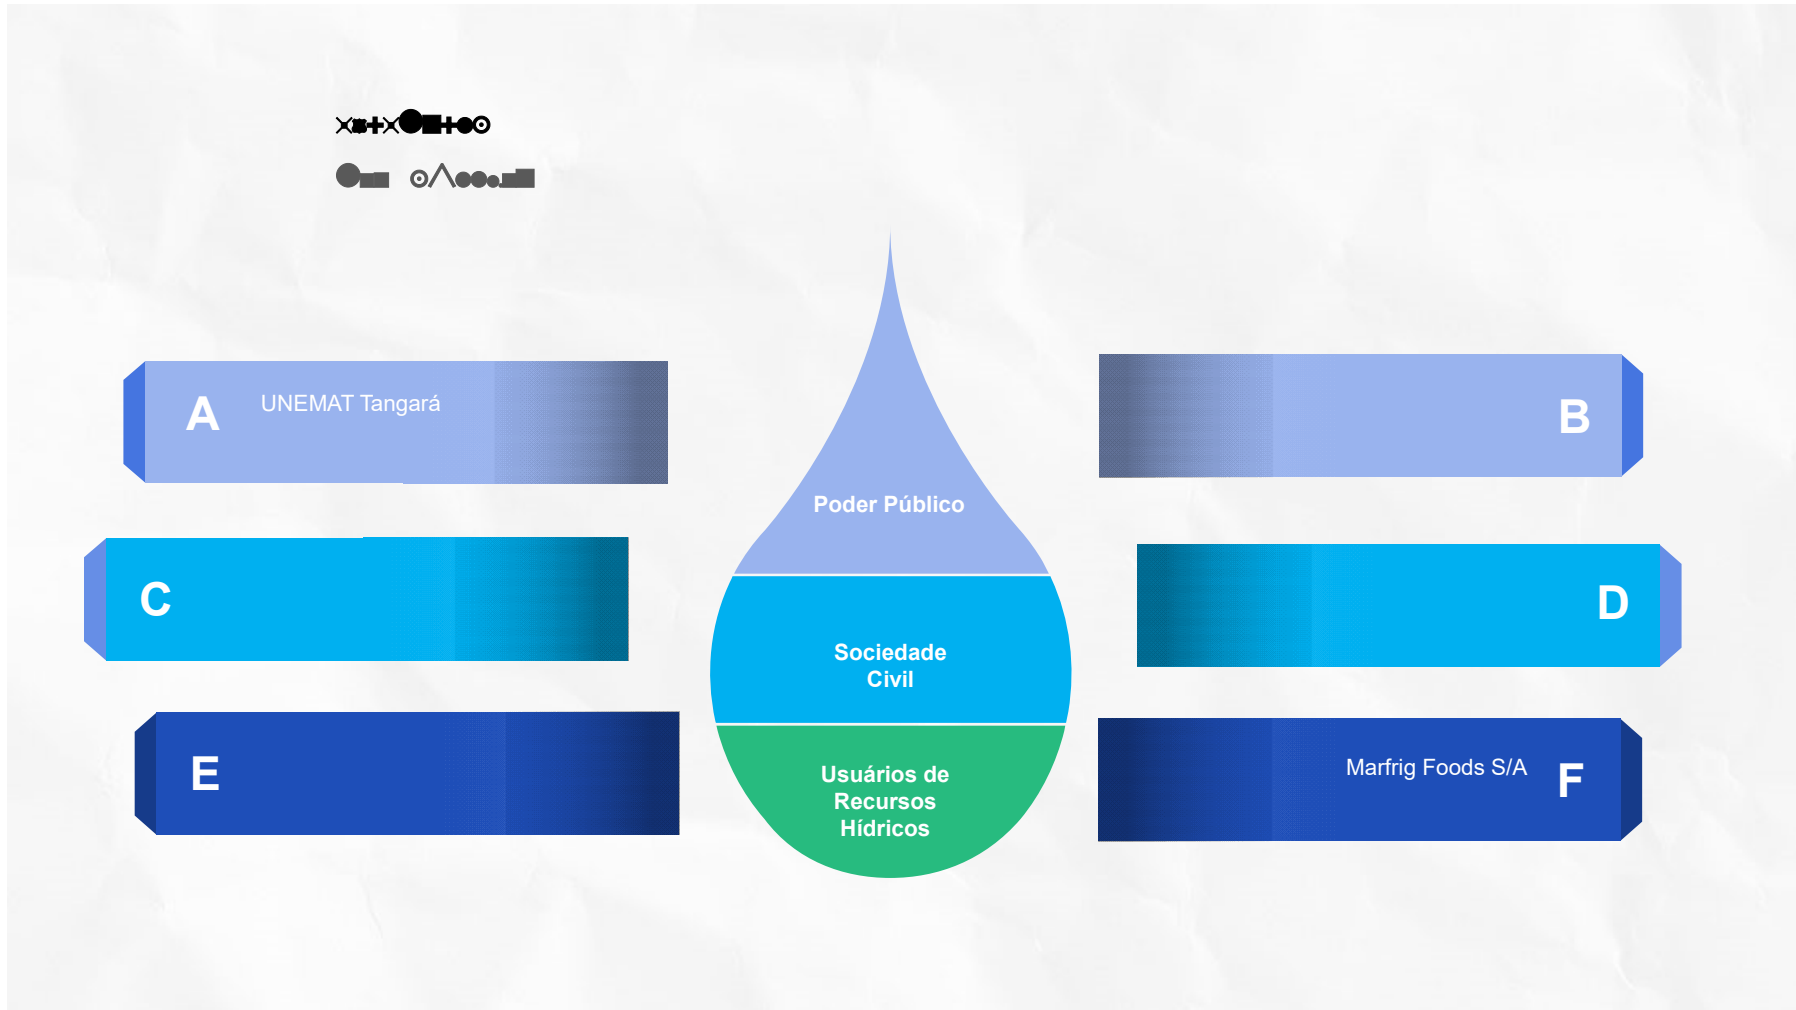 A UNEMAT Tangará
B
Poder Público
C
D
Sociedade
Civil
E
Marfrig Foods S/A F
Usuários de
Recursos
Hídricos